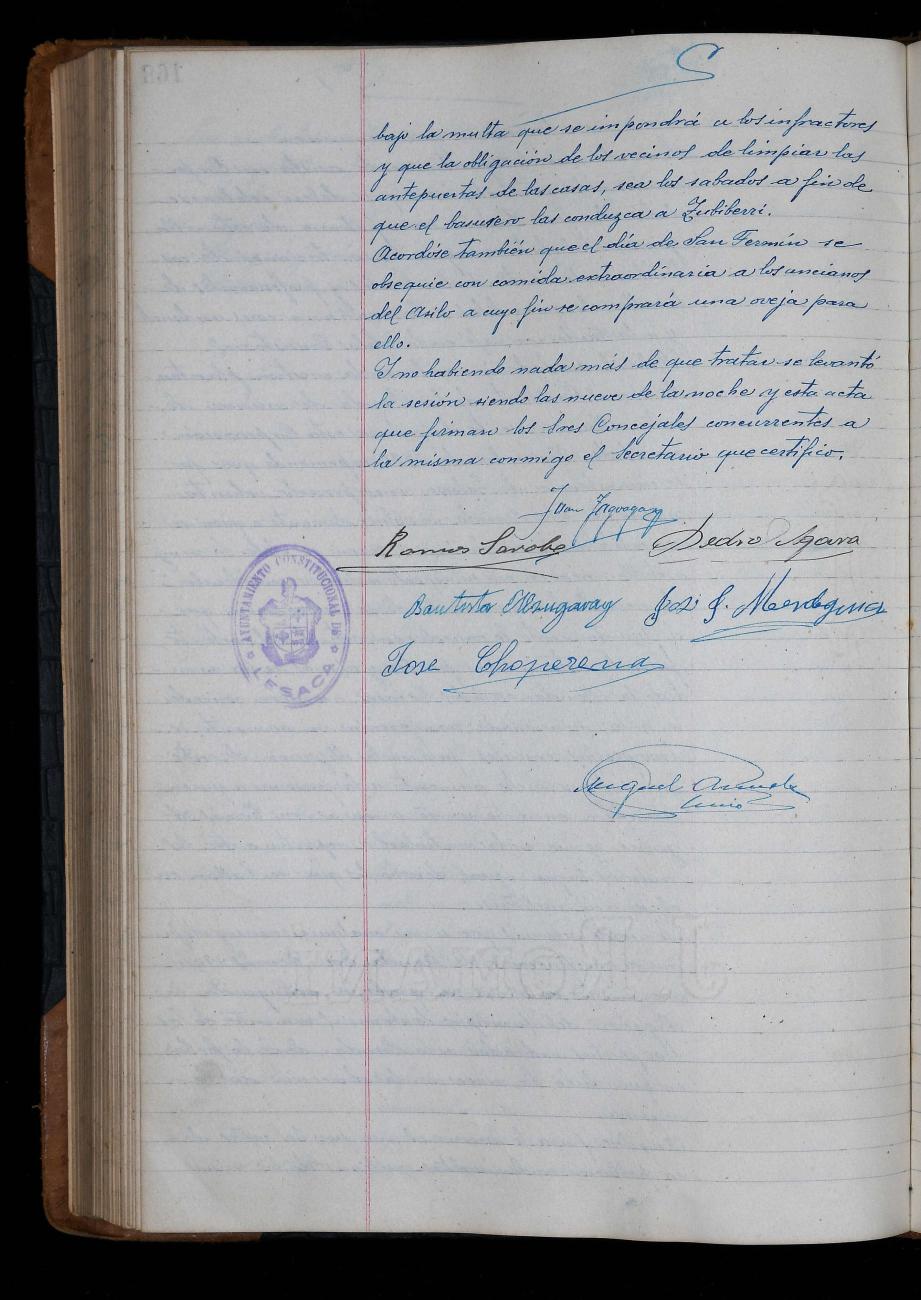 bajo la multa que se impondrá a los infractores
y que la obligación de los vecinos de limpiar las
antepuertas de las casas, sea los sabados a fin de
que el basurero las conduzca a Zubiberri.
Acordóse también que el día de San Fermín se
obsequie con comida extraordinaria a los ancianos
del Asilo a cuyo fin se comprará una oveja para
ello.
Y no habiendo nada más de que tratar se levantó
la sesión siendo las nueve de la noche y esta acta
que firman los Sres Concejales concurrentes a
la misma conmigo el Secretario que certifico.
Juan
Ramos Sarobe Pedro
AYUNTAMIENTO CONSTITUCIONAL DE
LESACA
Bautista
José Choperena
Miguel